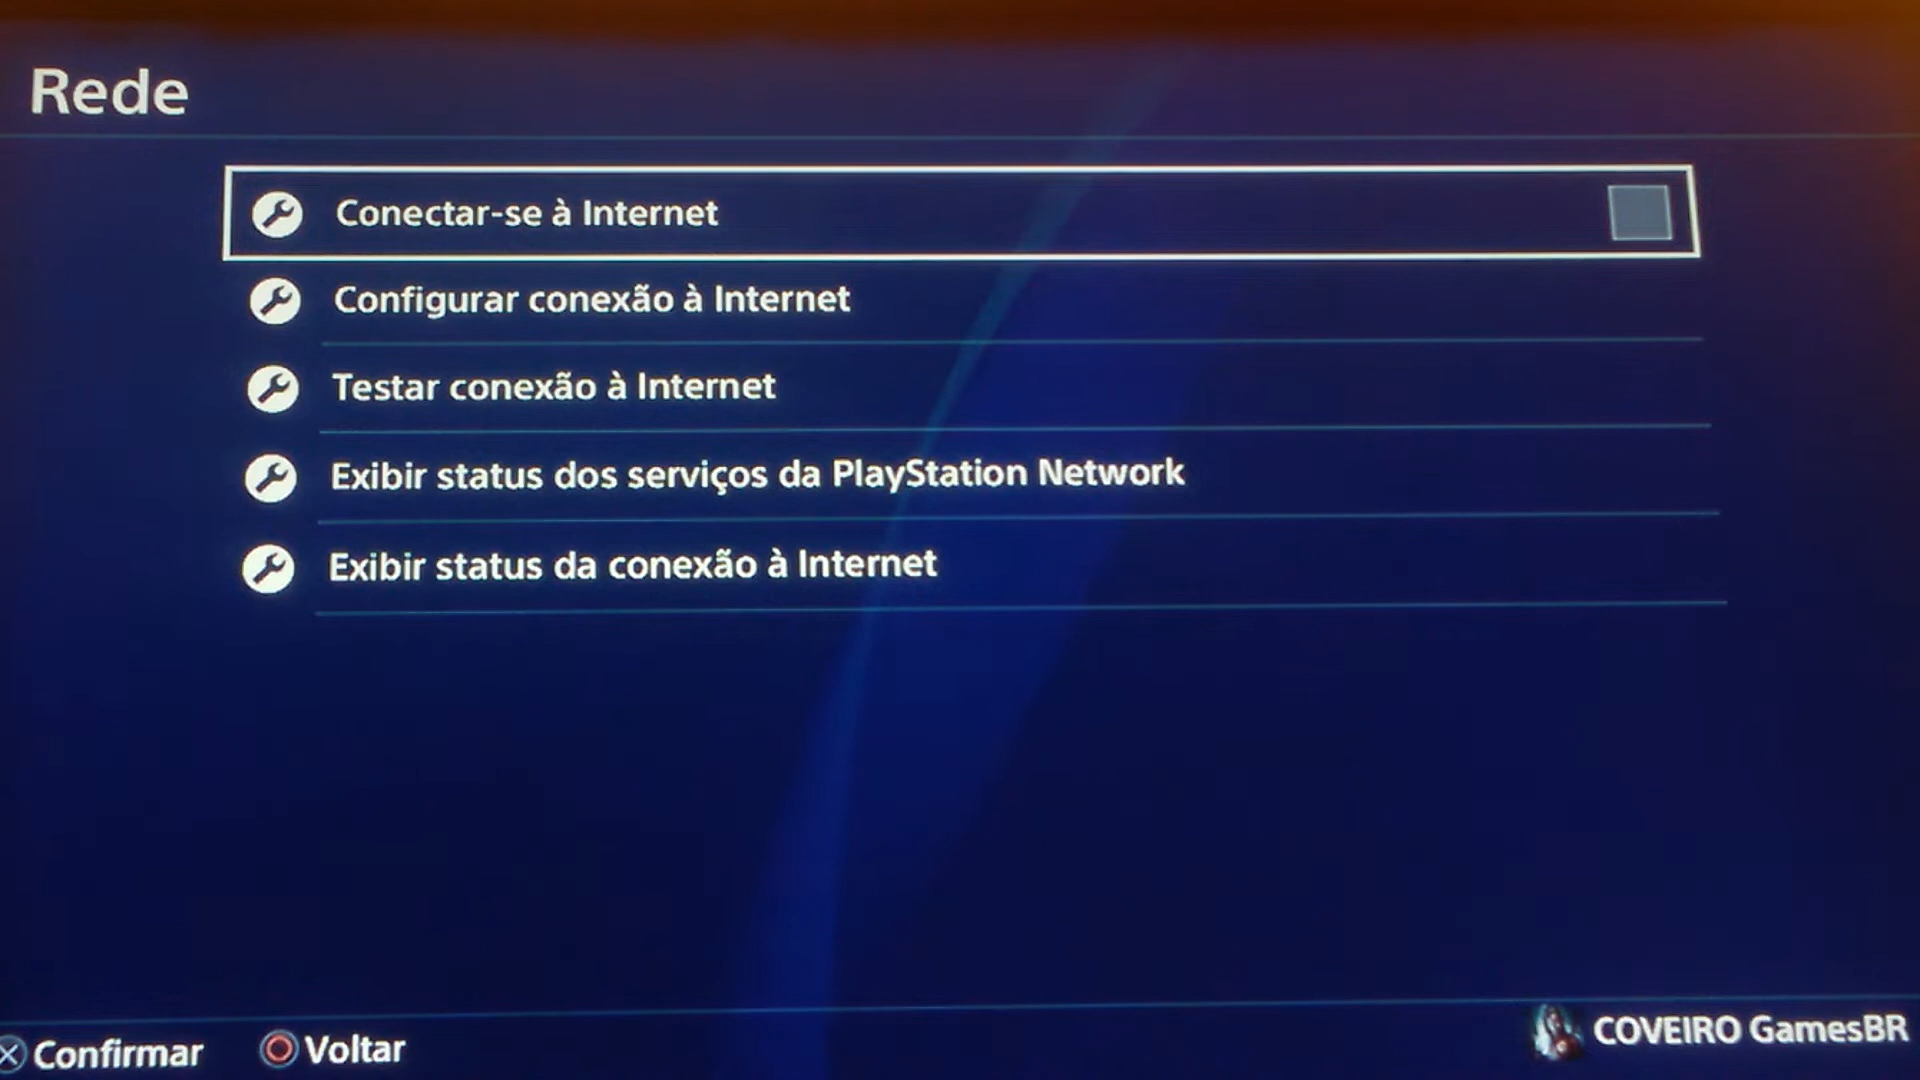 Rede
Conectar-se à Internet
Configurar conexão à Internet
Testar conexão à Internet
Exibir status dos serviços da PlayStation Network
Exibir status da conexão à Internet
Confirmar
Voltar
COVEIRO GamesBR